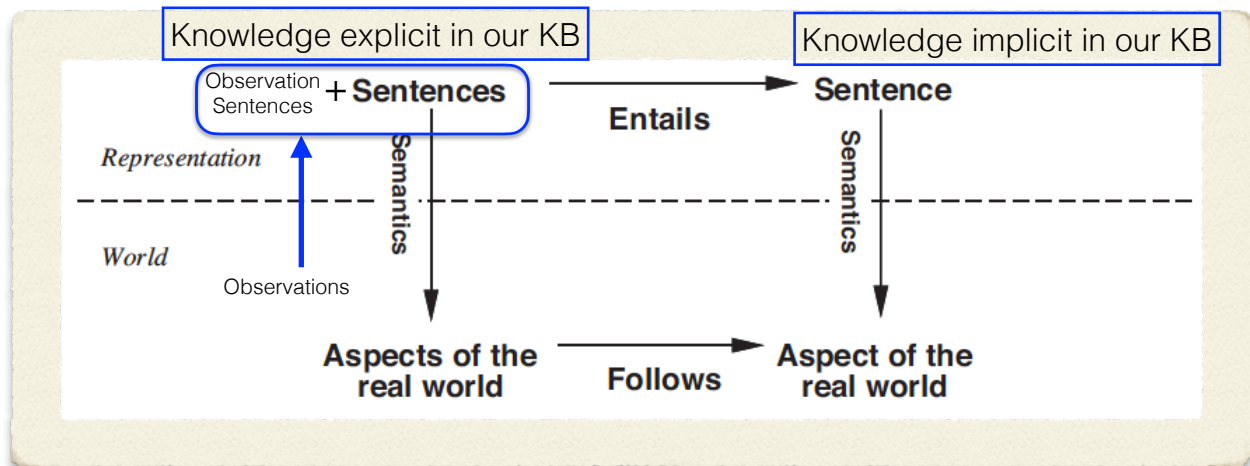 Knowledge explicit in our KB
Knowledge implicit in our KB
Observation
Sentences
+ Sentences
Entails
Sentence
Representation
Semantics
Semantics
World
Observations
Aspects of the
real world
Follows
Aspect of the
real world